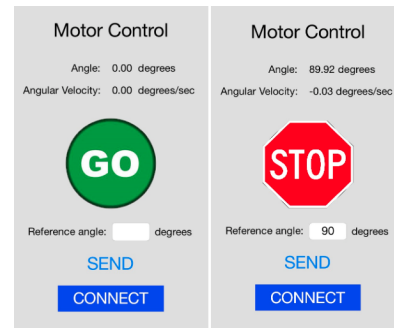 Motor Control
Angle: 0.00 degrees
Angular Velocity: 0.00 degrees/sec
GO
Reference angle: degrees
SEND
CONNECT
Motor Control
Angle: 89.92 degrees
Angular Velocity: -0.03 degrees/sec
STOP
Reference angle: 90 degrees
SEND
CONNECT